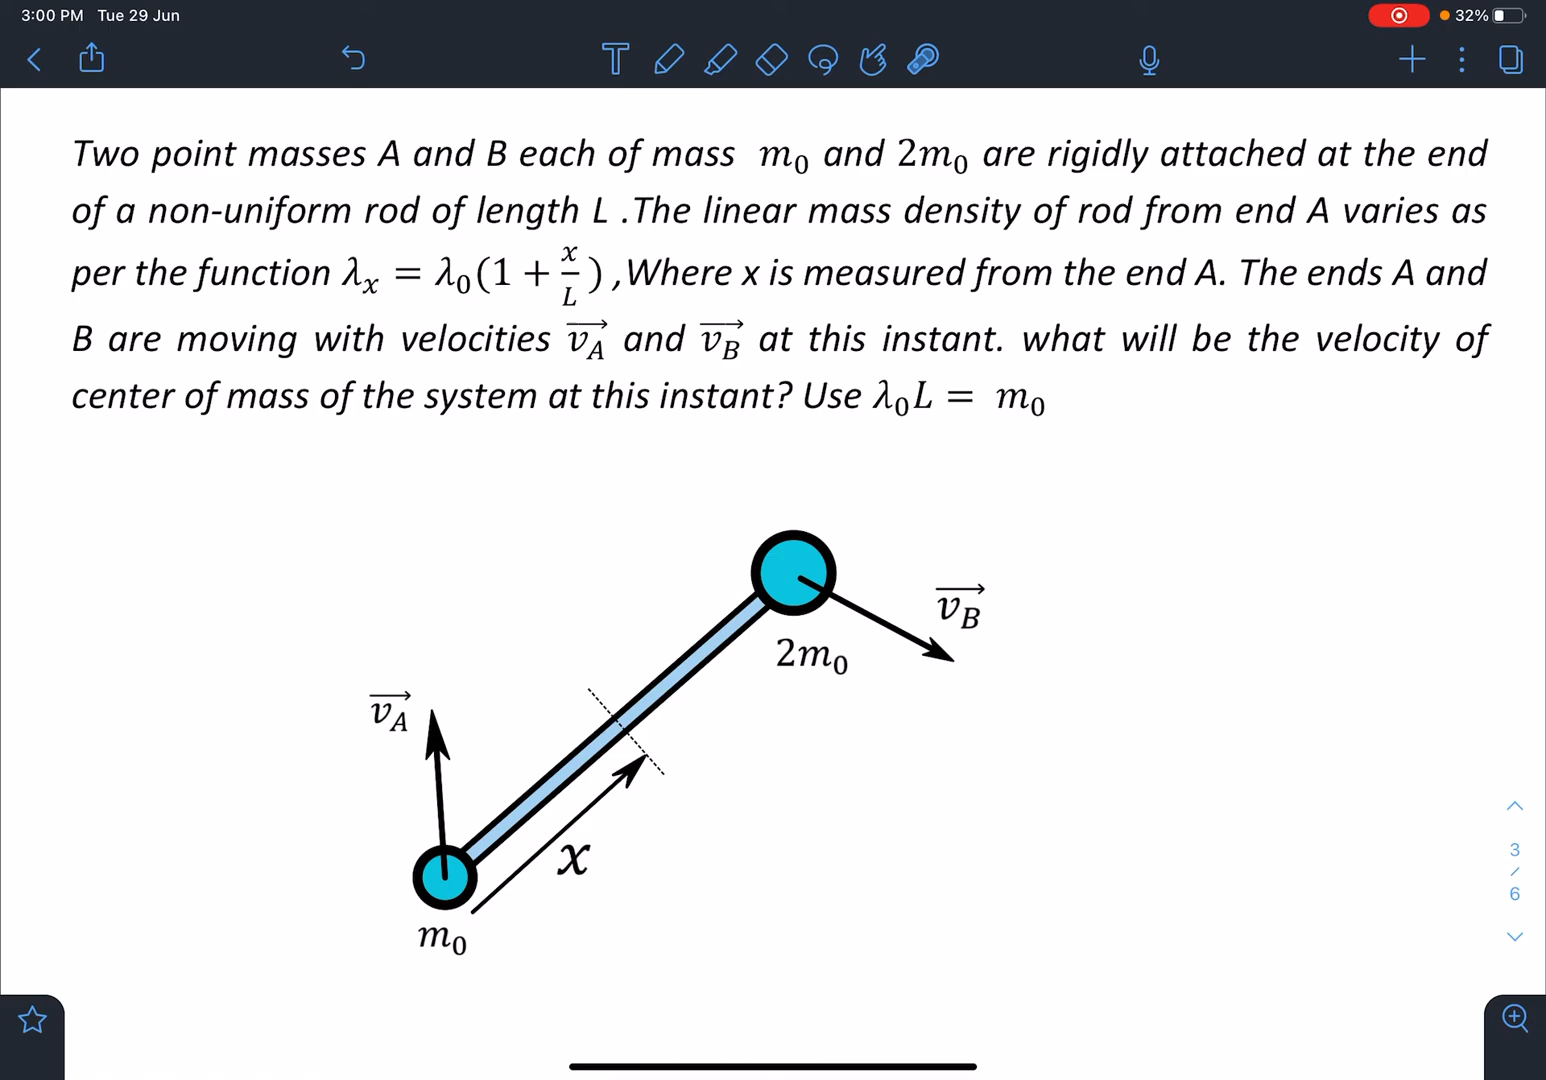 3:00 PM Tue 29 Jun
32%
T
Two point masses A and B each of mass m₀ and 2m₀ are rigidly attached at the end
of a non-uniform rod of length L .The linear mass density of rod from end A varies as
per the function λₓ = λ₀(1 + x/L) ,Where x is measured from the end A. The ends A and
B are moving with velocities v⃗_A and v⃗_B at this instant. what will be the velocity of
center of mass of the system at this instant? Use λ₀L = m₀
v⃗_B
2m₀
v⃗_A
x
m₀
3
/
6